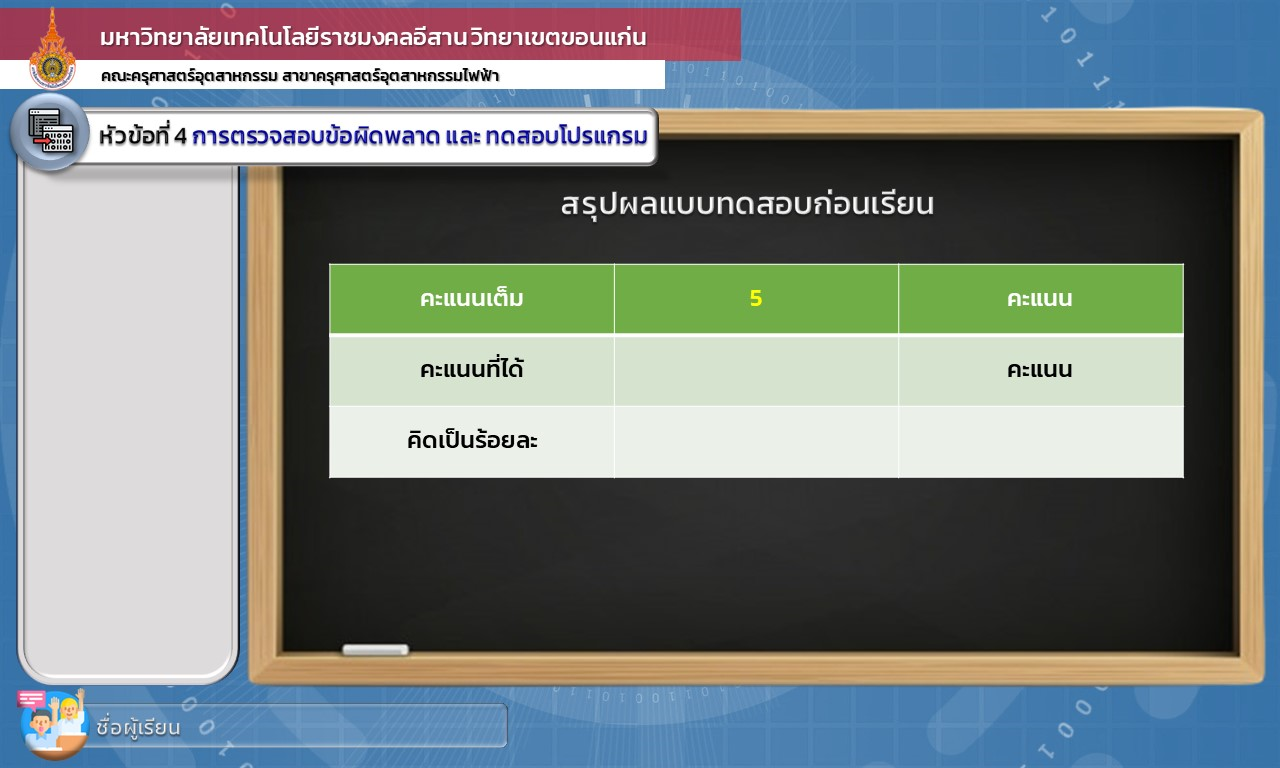 มหาวิทยาลัยเทคโนโลยีราชมงคลอีสาน วิทยาเขตขอนแก่น
คณะครุศาสตร์อุตสาหกรรม สาขาครุศาสตร์อุตสาหกรรมไฟฟ้า
หัวข้อที่ 4 การตรวจสอบข้อผิดพลาด และ ทดสอบโปรแกรม
สรุปผลแบบทดสอบก่อนเรียน
คะแนนเต็ม 5 คะแนน
คะแนนที่ได้ คะแนน
คิดเป็นร้อยละ
ชื่อผู้เรียน